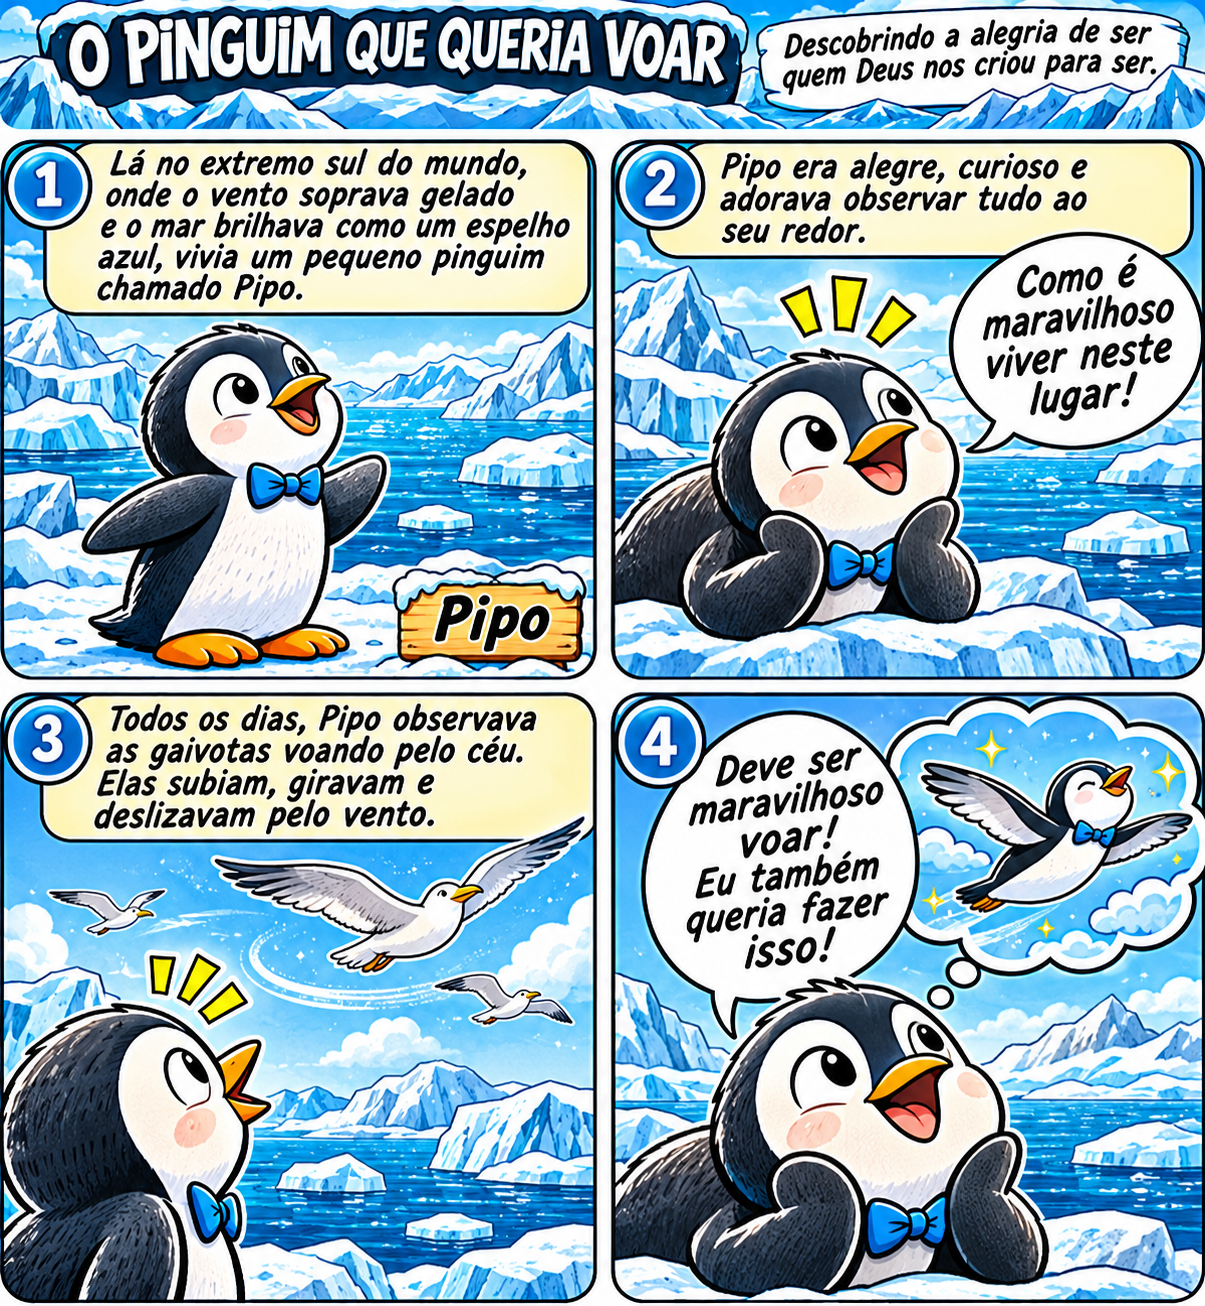 O PINGUIM QUE QUERIA VOAR
Descobrindo a alegria de ser
quem Deus nos criou para ser.
1
Lá no extremo sul do mundo,
onde o vento soprava gelado
e o mar brilhava como um espelho
azul, vivia um pequeno pinguim
chamado Pipo.
Pipo
2
Pipo era alegre, curioso e
adorava observar tudo ao
seu redor.
Como é
maravilhoso
viver neste
lugar!
3
Todos os dias, Pipo observava
as gaivotas voando pelo céu.
Elas subiam, giravam e
deslizavam pelo vento.
4
Deve ser
maravilhoso
voar!
Eu também
queria fazer
isso!